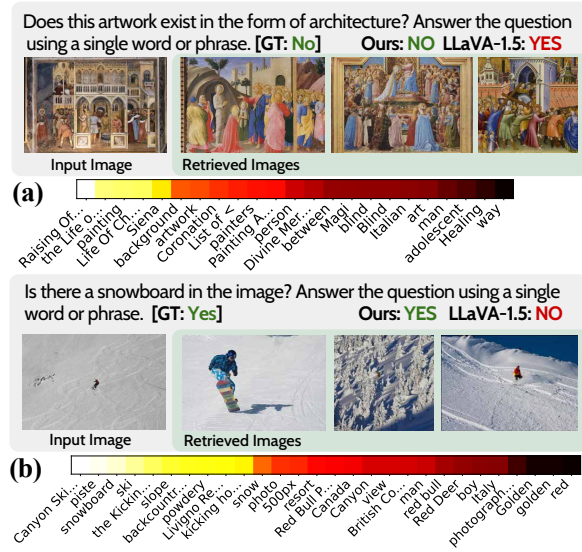 Does this artwork exist in the form of architecture? Answer the question
using a single word or phrase. [GT: No] Ours: NO LLaVA-1.5: YES
Input Image
Retrieved Images
(a)
Raising Of...
the Life o...
painting
Life Of Ch...
Siena
background
artwork
Coronation
List of <
painters
Painting A...
person
Divine Mer...
between
Magi
blind
Blind
Italian
art
man
adolescent
Healing
way
Is there a snowboard in the image? Answer the question using a single
word or phrase. [GT: Yes] Ours: YES LLaVA-1.5: NO
Input Image
Retrieved Images
(b)
Canyon Ski...
piste
snowboard
ski
the Kickin...
slope
backcountr...
powdery
Livigno Re...
kicking ho...
snow
photo
500px
resort
Red Bull P...
Canada
Canyon
view
British Co...
man
red bull
Red Deer
boy
Italy
photograph...
Golden
golden
red